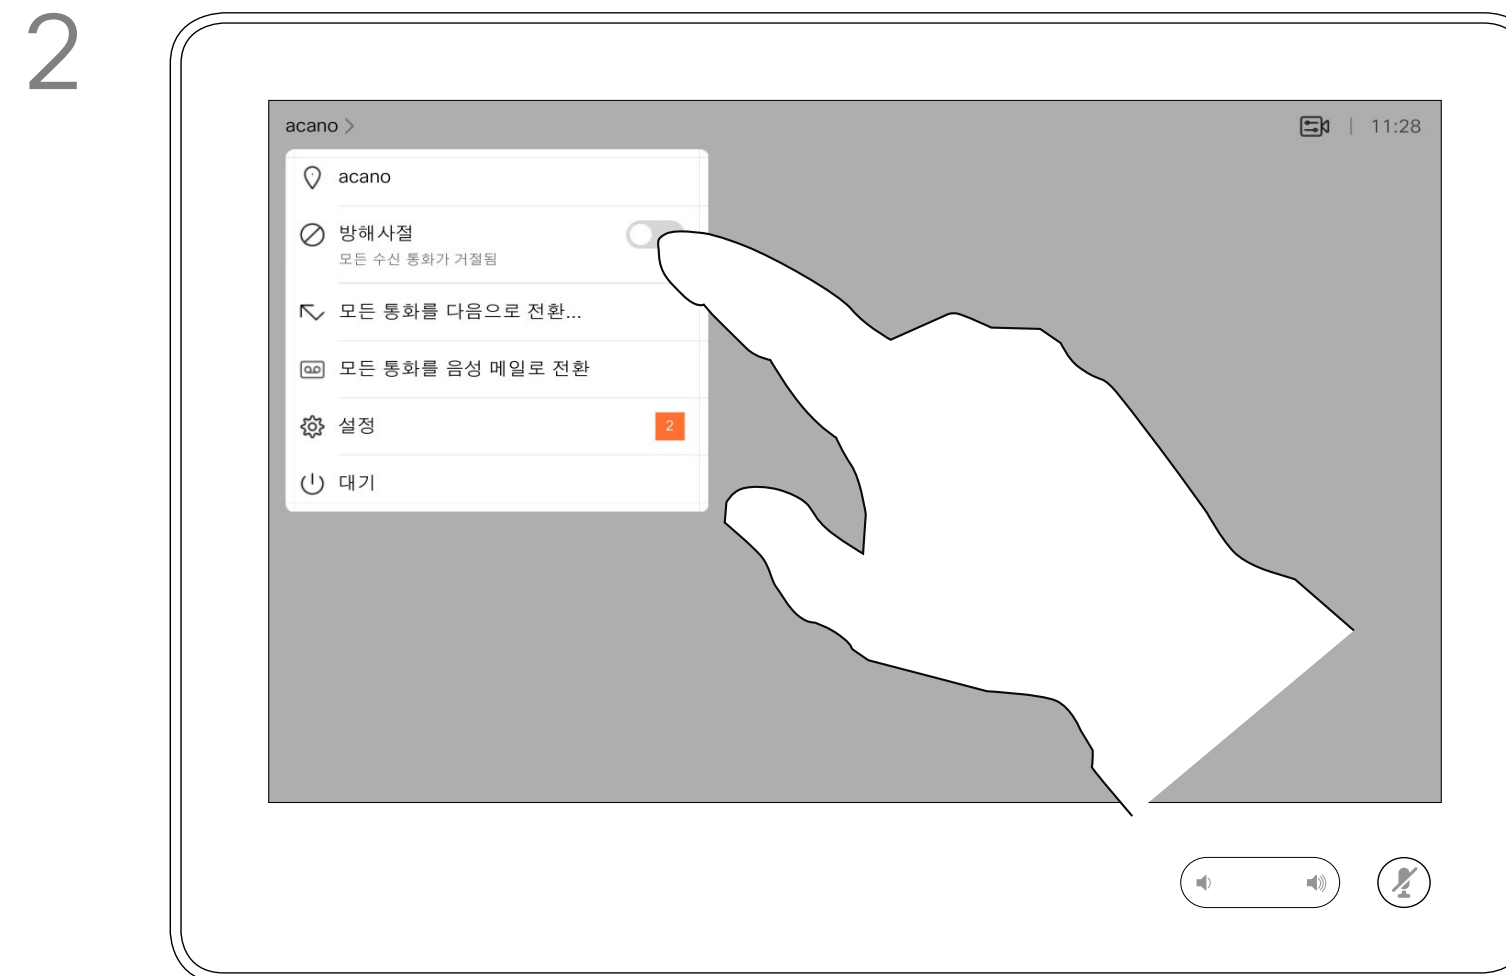 2
acano >
11:28
acano
방해사절
모든 수신 통화가 거절됨
모든 통화를 다음으로 전환...
모든 통화를 음성 메일로 전환
설정
2
대기